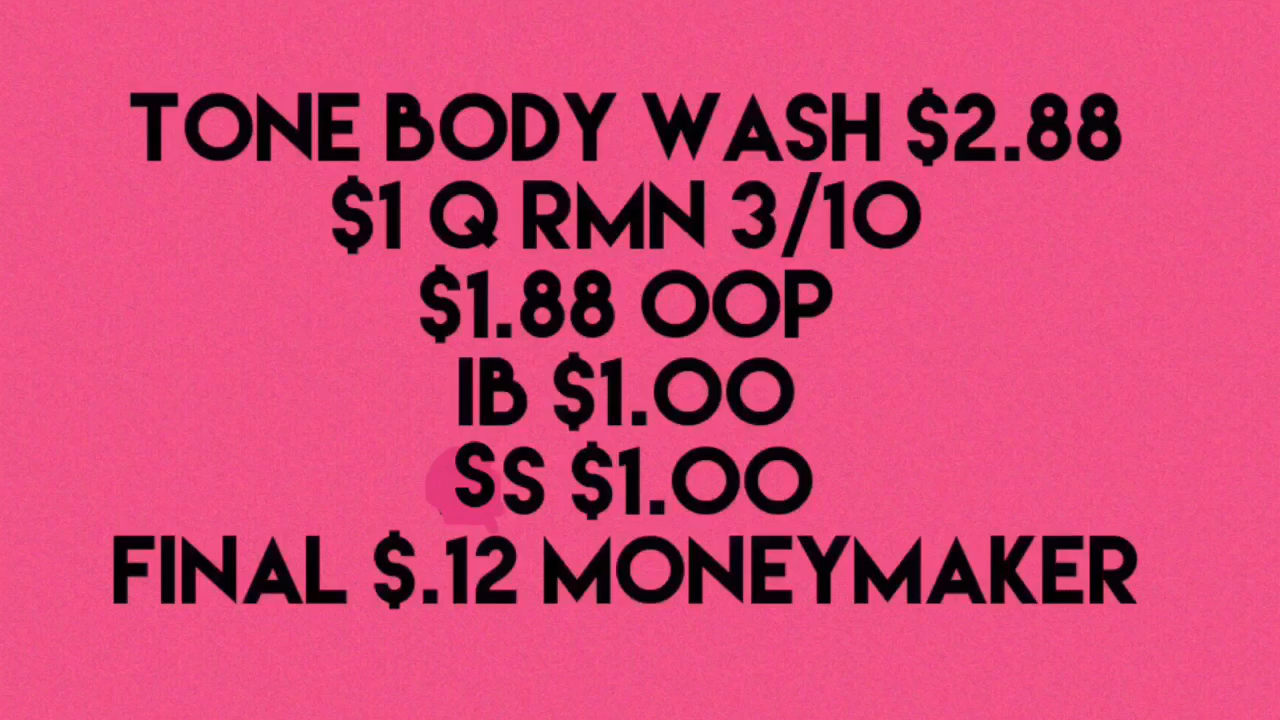 TONE BODY WASH $2.88
$1 Q RMN 3/10
$1.88 OOP
IB $1.00
SS $1.00
FINAL $.12 MONEYMAKER